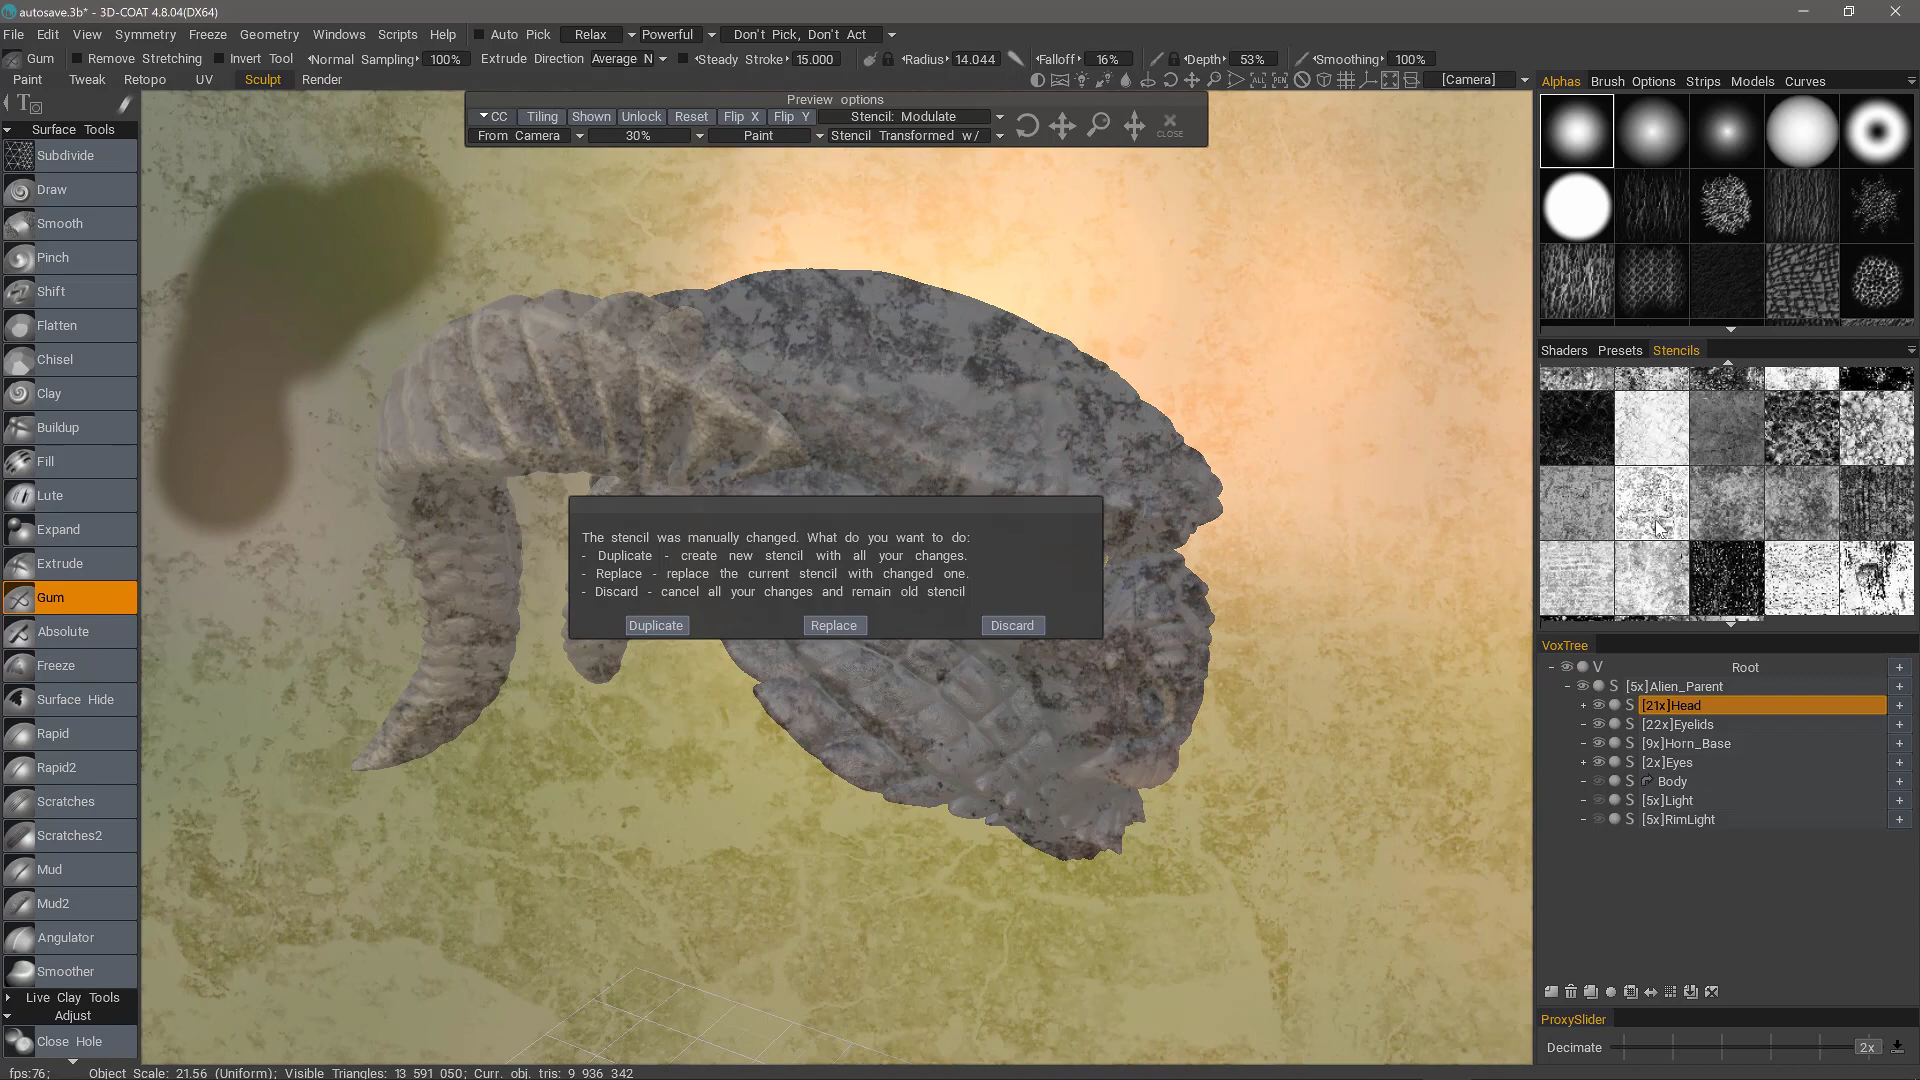 autosave.3b* - 3D-COAT 4.8.04(DX64)
File Edit View Symmetry Freeze Geometry Windows Scripts Help Auto Pick Relax Powerful Don't Pick, Don't Act
Gum Remove Stretching Invert Tool Normal Sampling 100% Extrude Direction Average N Steady Stroke 15.000 Radius 14.044 Falloff 16% Depth 53% Smoothing 100%
Paint Tweak Retopo UV Sculpt Render [Camera]
Alphas Brush Options Strips Models Curves
Preview options
CC Tiling Shown Unlock Reset Flip X Flip Y Stencil: Modulate
From Camera 30% Paint Stencil Transformed w/ CLOSE
Surface Tools
Subdivide
Draw
Smooth
Pinch
Shift
Flatten
Chisel
Clay
Buildup
Fill
Lute
Expand
Extrude
Gum
Absolute
Freeze
Surface Hide
Rapid
Rapid2
Scratches
Scratches2
Mud
Mud2
Angulator
Smoother
Live Clay Tools
Adjust
Close Hole
The stencil was manually changed. What do you want to do:
- Duplicate - create new stencil with all your changes.
- Replace - replace the current stencil with changed one.
- Discard - cancel all your changes and remain old stencil
Duplicate Replace Discard
Shaders Presets Stencils
VoxTree
V Root +
S [5x]Alien_Parent +
S [21x]Head +
S [22x]Eyelids +
S [9x]Horn_Base +
S [2x]Eyes +
S Body +
S [5x]Light +
S [5x]RimLight +
ProxySlider
Decimate 2x
fps:76; Object Scale: 21.56 (Uniform); Visible Triangles: 13 591 050; Curr. obj. tris: 9 936 342